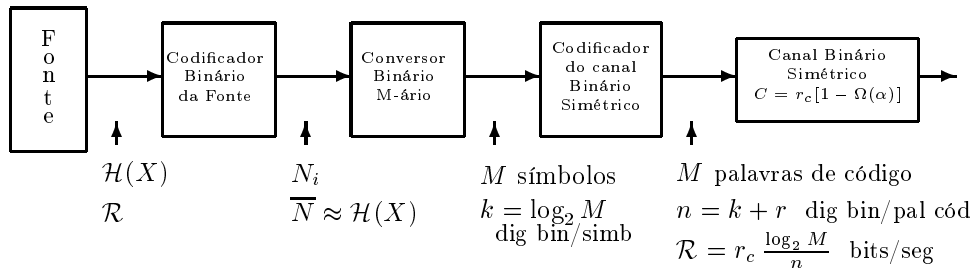 Fonte
Codificador
Binário
da Fonte
Conversor
Binário
M-ário
Codificador
do canal
Binário
Simétrico
Canal Binário
Simétrico
C = r_c[1 − Ω(α)]
ℋ(X)
ℛ
N_i
N̅ ≈ ℋ(X)
M símbolos
k = log₂ M
dig bin/simb
M palavras de código
n = k + r dig bin/pal cód
ℛ = r_c log₂ M / n bits/seg